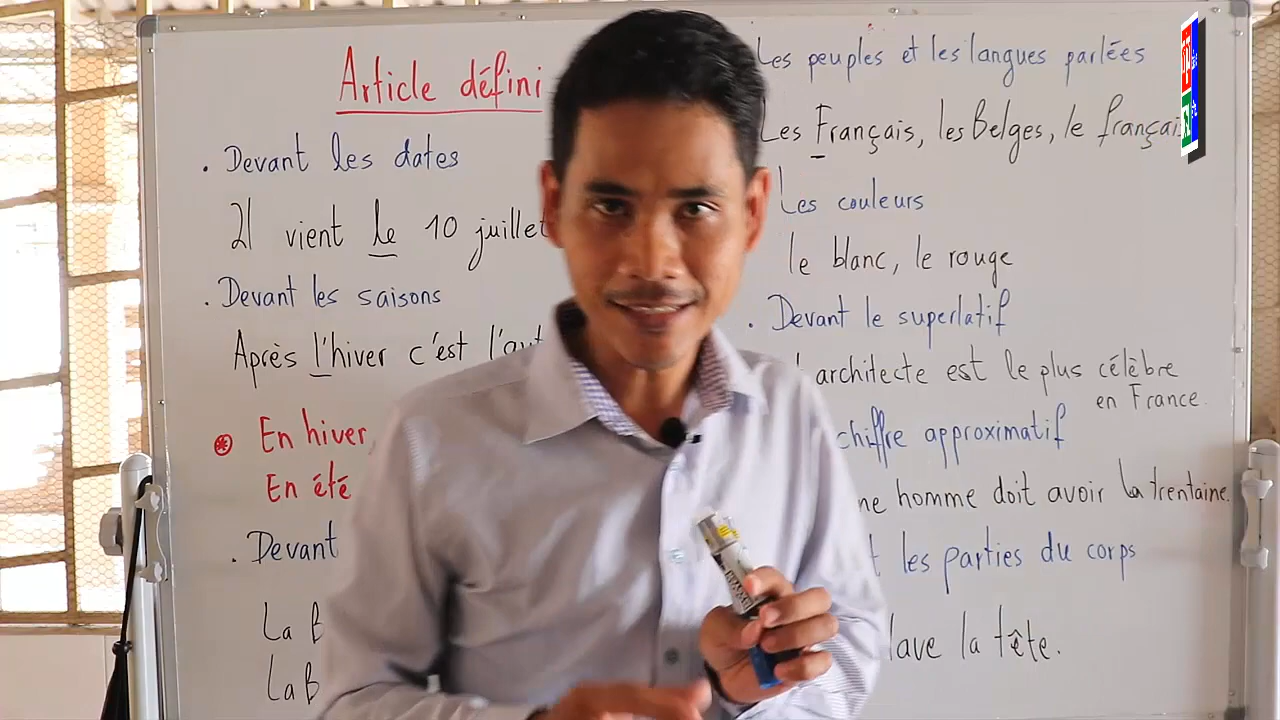 Article défini
. Devant les dates
Il vient le 10 juillet
. Devant les saisons
Après l'hiver c'est
En hiver
En été
. Devant
La
La
Les peuples et les langues parlées
Les Français, les Belges, le françai
Les couleurs
le blanc, le rouge
. Devant le superlatif
architecte est le plus célèbre
en France.
chiffre approximatif
homme doit avoir la trentaine.
les parties du corps
lave la tête.